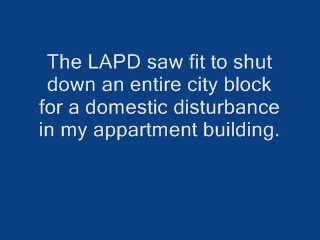 The LAPD saw fit to shut
down an entire city block
for a domestic disturbance
in my appartment building.